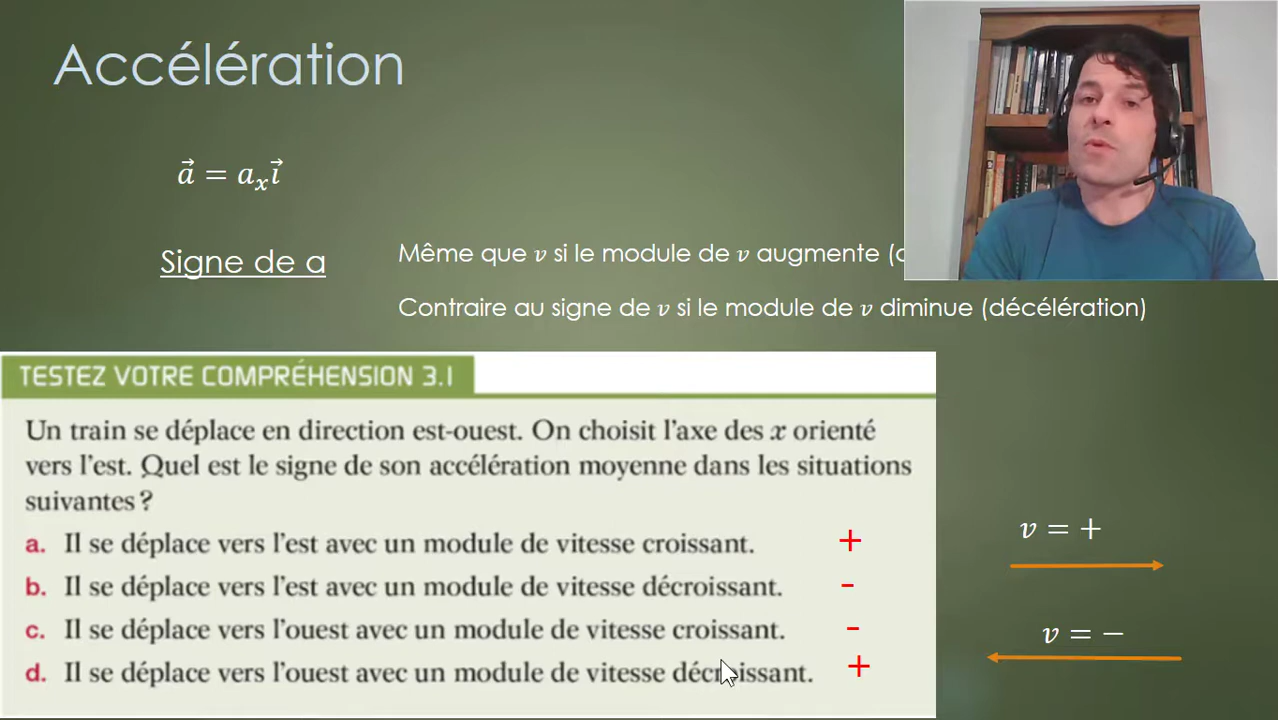 Accélération
a⃗ = aₓi⃗
Signe de a
Même que v si le module de v augmente (
Contraire au signe de v si le module de v diminue (décélération)
TESTEZ VOTRE COMPRÉHENSION 3.1
Un train se déplace en direction est-ouest. On choisit l'axe des x orienté
vers l'est. Quel est le signe de son accélération moyenne dans les situations
suivantes ?
a. Il se déplace vers l'est avec un module de vitesse croissant. +
b. Il se déplace vers l'est avec un module de vitesse décroissant. -
c. Il se déplace vers l'ouest avec un module de vitesse croissant. -
d. Il se déplace vers l'ouest avec un module de vitesse décroissant. +
v = +
v = −